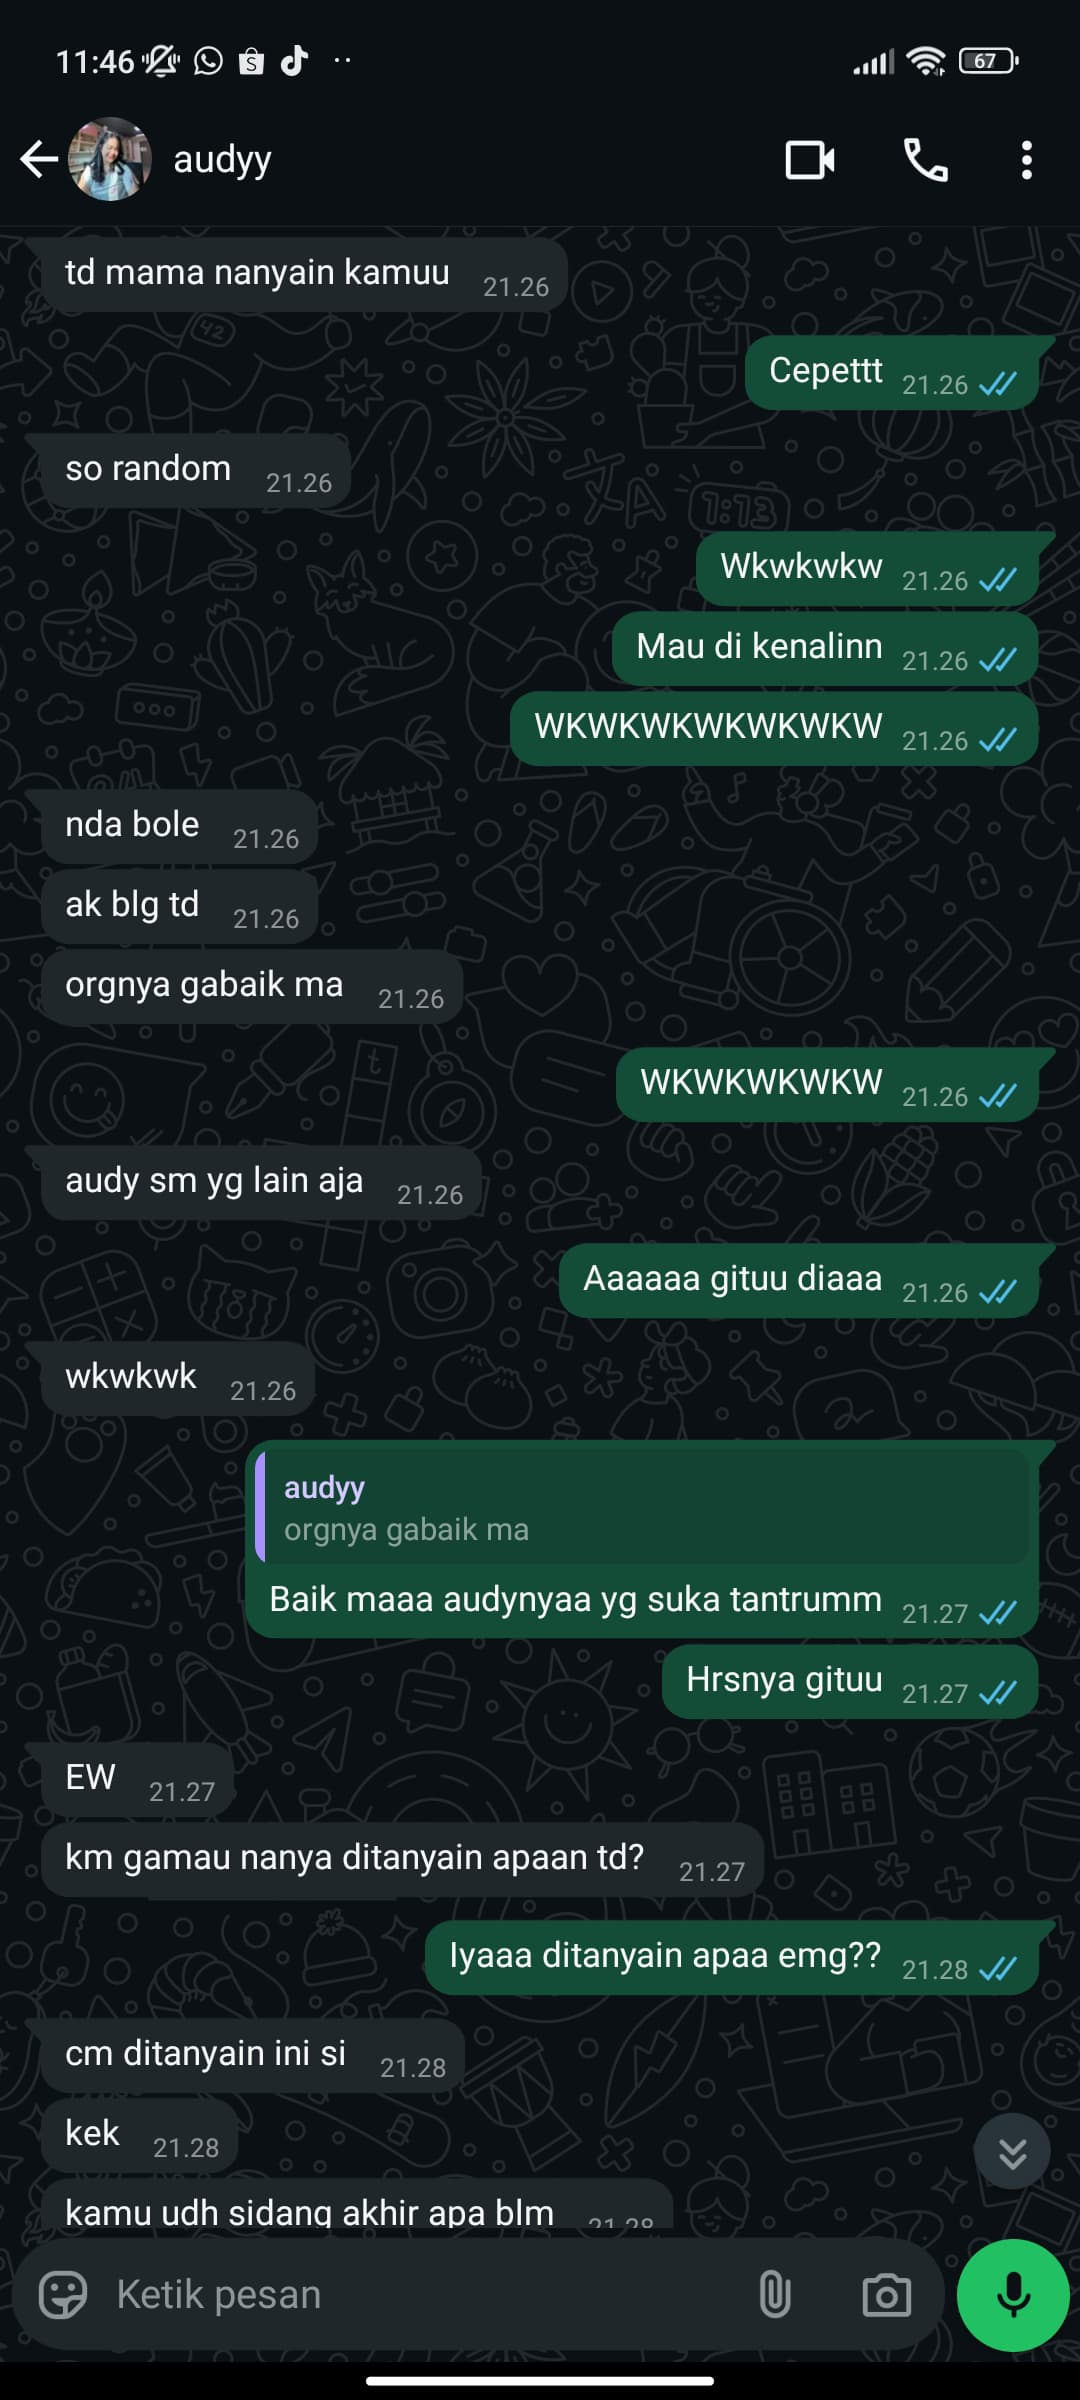 11:46
67
audyy
td mama nanyain kamuu 21.26
Cepettt 21.26
so random 21.26
Wkwkwkw 21.26
Mau di kenalinn 21.26
WKWKWKWKWKWKW 21.26
nda bole 21.26
ak blg td 21.26
orgnya gabaik ma 21.26
WKWKWKWKW 21.26
audy sm yg lain aja 21.26
Aaaaaa gituu diaaa 21.26
wkwkwk 21.26
audyy
orgnya gabaik ma
Baik maaa audynyaa yg suka tantrumm 21.27
Hrsnya gituu 21.27
EW 21.27
km gamau nanya ditanyain apaan td? 21.27
Iyaaa ditanyain apaa emg?? 21.28
cm ditanyain ini si 21.28
kek 21.28
kamu udh sidang akhir apa blm 21.28
Ketik pesan